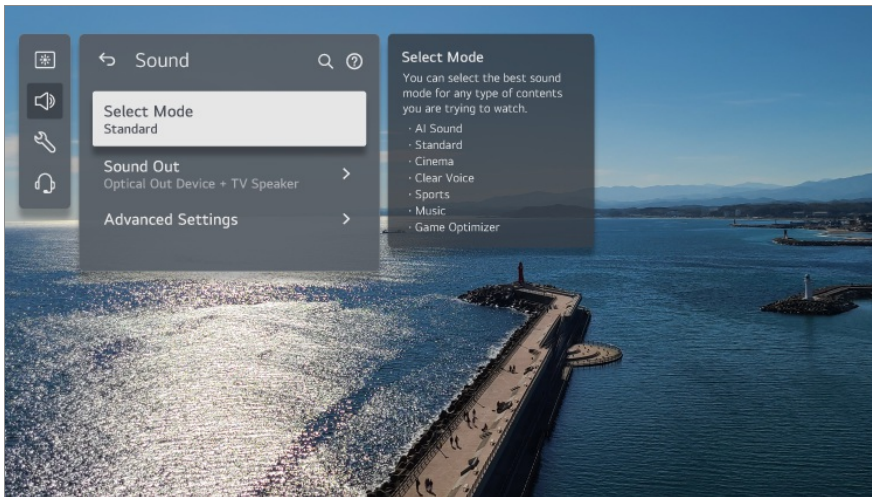 Sound
Select Mode
Standard
Sound Out
Optical Out Device + TV Speaker
Advanced Settings
Select Mode
You can select the best sound
mode for any type of contents
you are trying to watch.
· AI Sound
· Standard
· Cinema
· Clear Voice
· Sports
· Music
· Game Optimizer